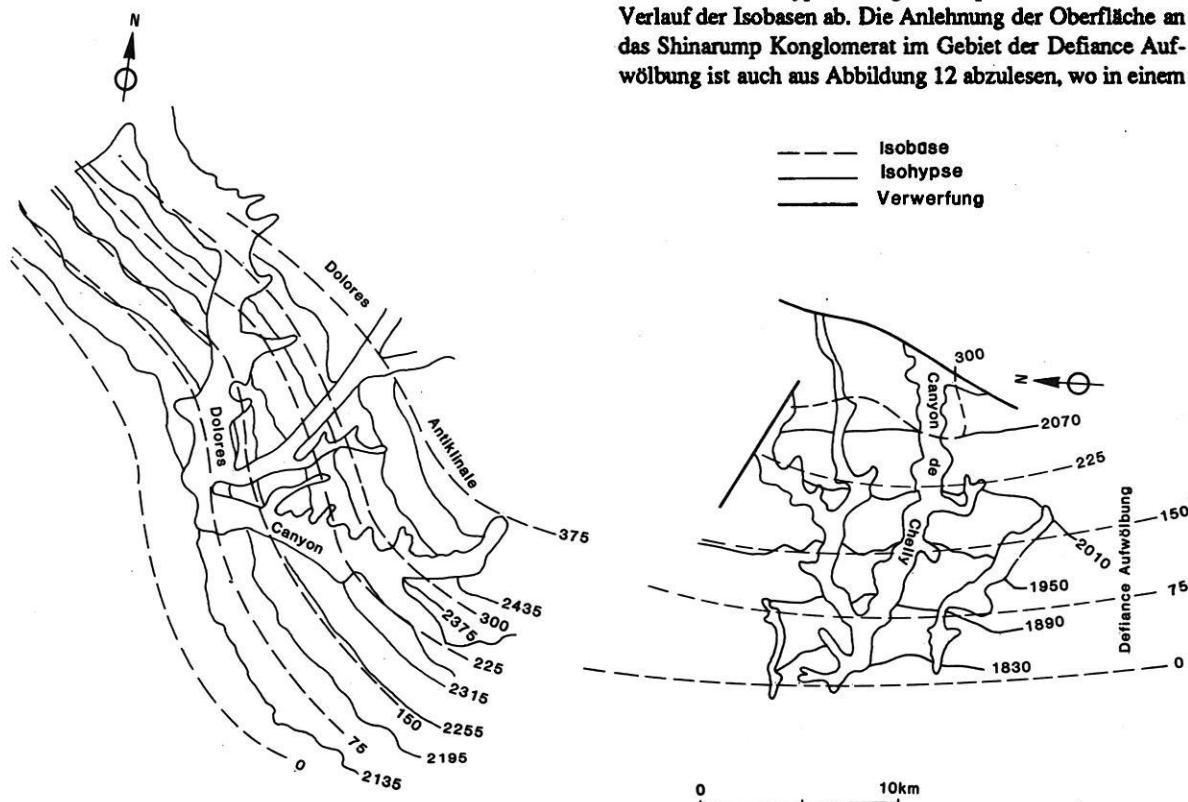 Verlauf der Isobasen ab. Die Anlehnung der Oberfläche an
das Shinarump Konglomerat im Gebiet der Defiance Auf-
wölbung ist auch aus Abbildung 12 abzulesen, wo in einem
Isobase
Isohypse
Verwerfung
N
Dolores
Antiklinale
Dolores
Canyon
375
2435
300
2375
225
2315
150
2255
75
2195
0
2135
N
300
Canyon de Chelly
2070
225
150
2010
1950
75
1890
1830
0
Defiance Aufwölbung
0
10km